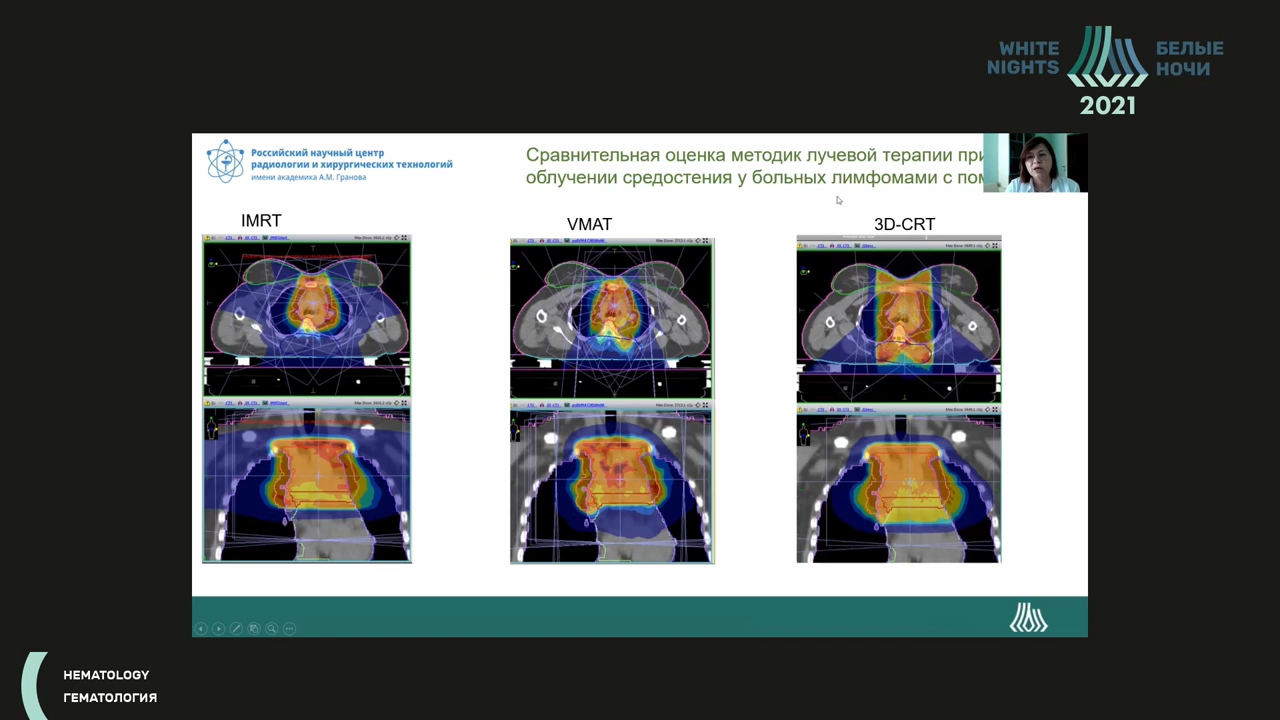 WHITE
NIGHTS
БЕЛЫЕ
НОЧИ
2021
Российский научный центр
радиологии и хирургических технологий
имени академика А.М. Гранова
Сравнительная оценка методик лучевой терапии при
облучении средостения у больных лимфомами с
IMRT
VMAT
3D-CRT
HEMATOLOGY
ГЕМАТОЛОГИЯ